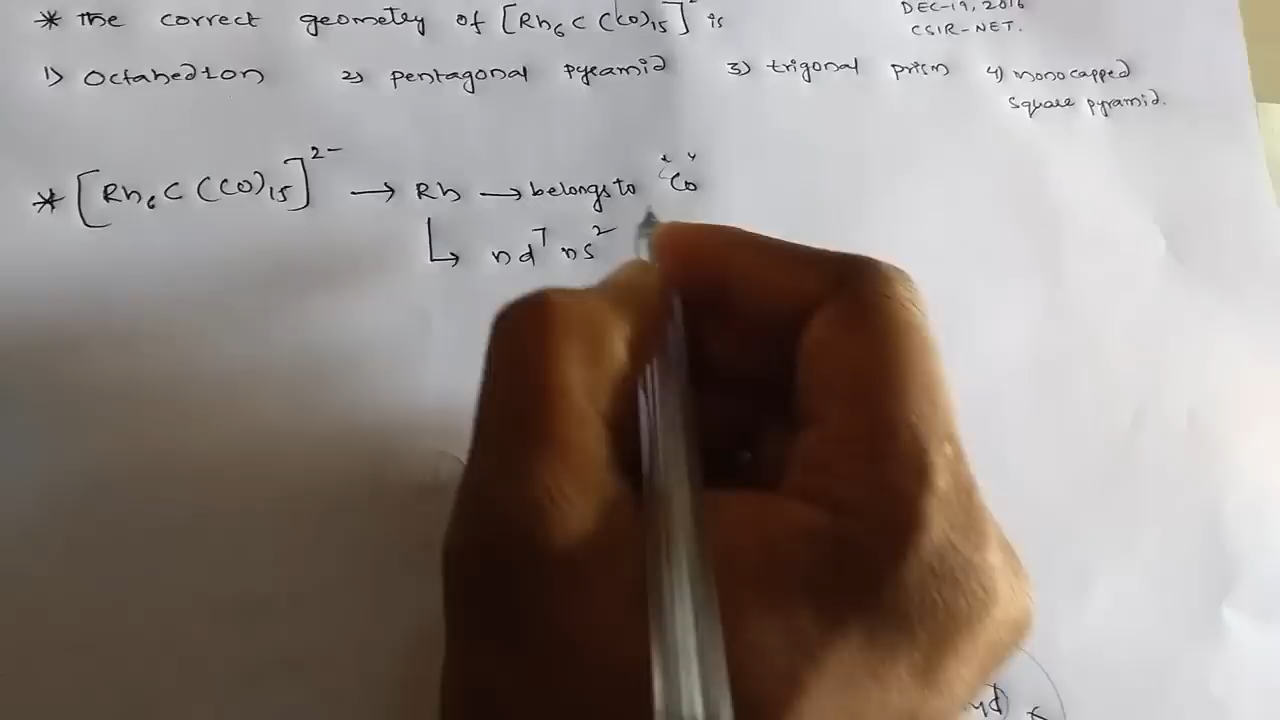 * The correct geometry of [Rh₆C(CO)₁₅]²⁻ is
DEC-19, 2016
CSIR-NET.
1) Octahedron 2) pentagonal pyramid 3) trigonal prism 4) monocapped
square pyramid.
* [Rh₆C(CO)₁₅]²⁻ → Rh → belongs to "Co"
↳ nd⁷ ns²